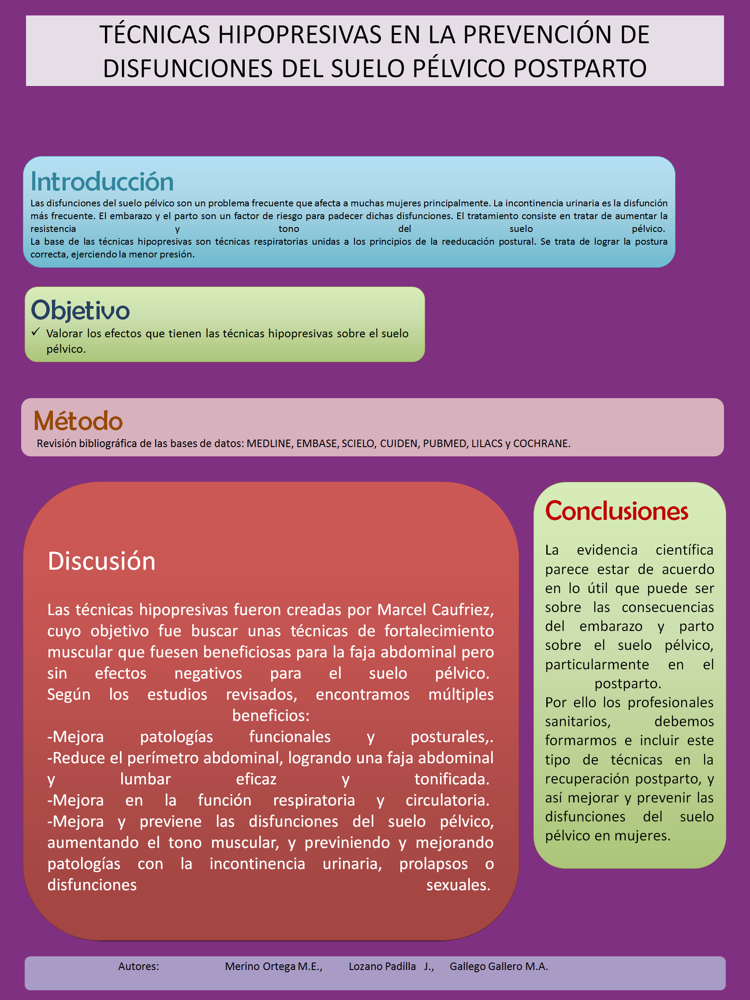 TÉCNICAS HIPOPRESIVAS EN LA PREVENCIÓN DE
DISFUNCIONES DEL SUELO PÉLVICO POSTPARTO
Introducción
Las disfunciones del suelo pélvico son un problema frecuente que afecta a muchas mujeres principalmente. La incontinencia urinaria es la disfunción
más frecuente. El embarazo y el parto son un factor de riesgo para padecer dichas disfunciones. El tratamiento consiste en tratar de aumentar la
resistencia y tono del suelo pélvico.
La base de las técnicas hipopresivas son técnicas respiratorias unidas a los principios de la reeducación postural. Se trata de lograr la postura
correcta, ejerciendo la menor presión.
Objetivo
✓ Valorar los efectos que tienen las técnicas hipopresivas sobre el suelo
pélvico.
Método
Revisión bibliográfica de las bases de datos: MEDLINE, EMBASE, SCIELO, CUIDEN, PUBMED, LILACS y COCHRANE.
Discusión
Las técnicas hipopresivas fueron creadas por Marcel Caufriez,
cuyo objetivo fue buscar unas técnicas de fortalecimiento
muscular que fuesen beneficiosas para la faja abdominal pero
sin efectos negativos para el suelo pélvico.
Según los estudios revisados, encontramos múltiples
beneficios:
-Mejora patologías funcionales y posturales,.
-Reduce el perímetro abdominal, logrando una faja abdominal
y lumbar eficaz y tonificada.
-Mejora en la función respiratoria y circulatoria.
-Mejora y previene las disfunciones del suelo pélvico,
aumentando el tono muscular, y previniendo y mejorando
patologías con la incontinencia urinaria, prolapsos o
disfunciones sexuales.
Conclusiones
La evidencia científica
parece estar de acuerdo
en lo útil que puede ser
sobre las consecuencias
del embarazo y parto
sobre el suelo pélvico,
particularmente en el
postparto.
Por ello los profesionales
sanitarios, debemos
formarmos e incluir este
tipo de técnicas en la
recuperación postparto, y
así mejorar y prevenir las
disfunciones del suelo
pélvico en mujeres.
Autores: Merino Ortega M.E., Lozano Padilla J., Gallego Gallero M.A.